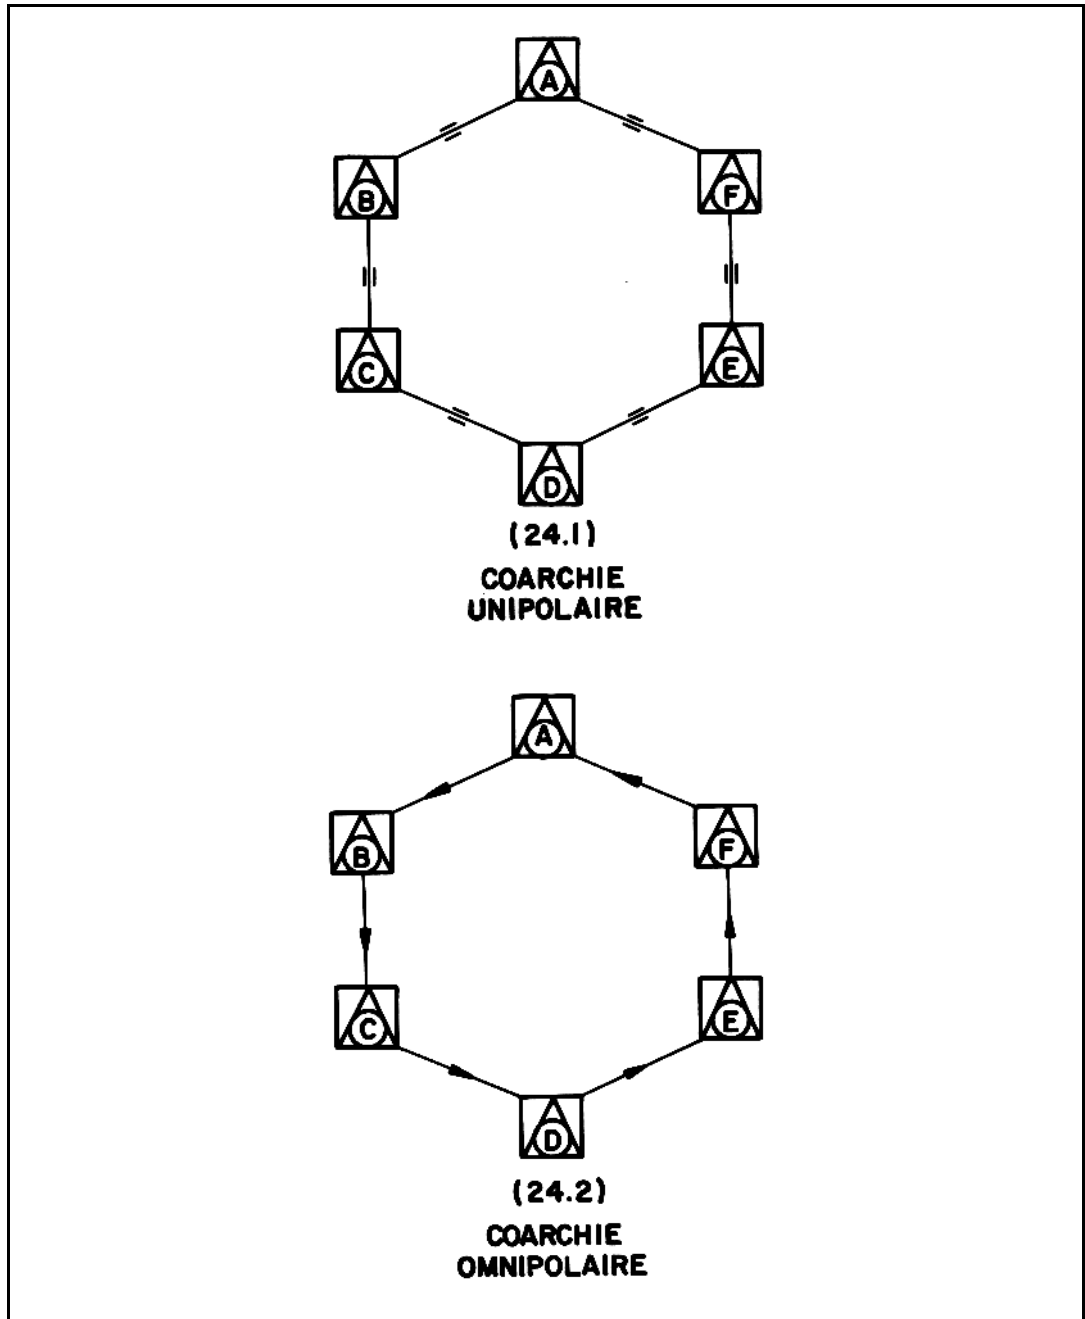 A
B
F
C
E
D
(24.1)
COARCHIE
UNIPOLAIRE
A
B
F
C
E
D
(24.2)
COARCHIE
OMNIPOLAIRE